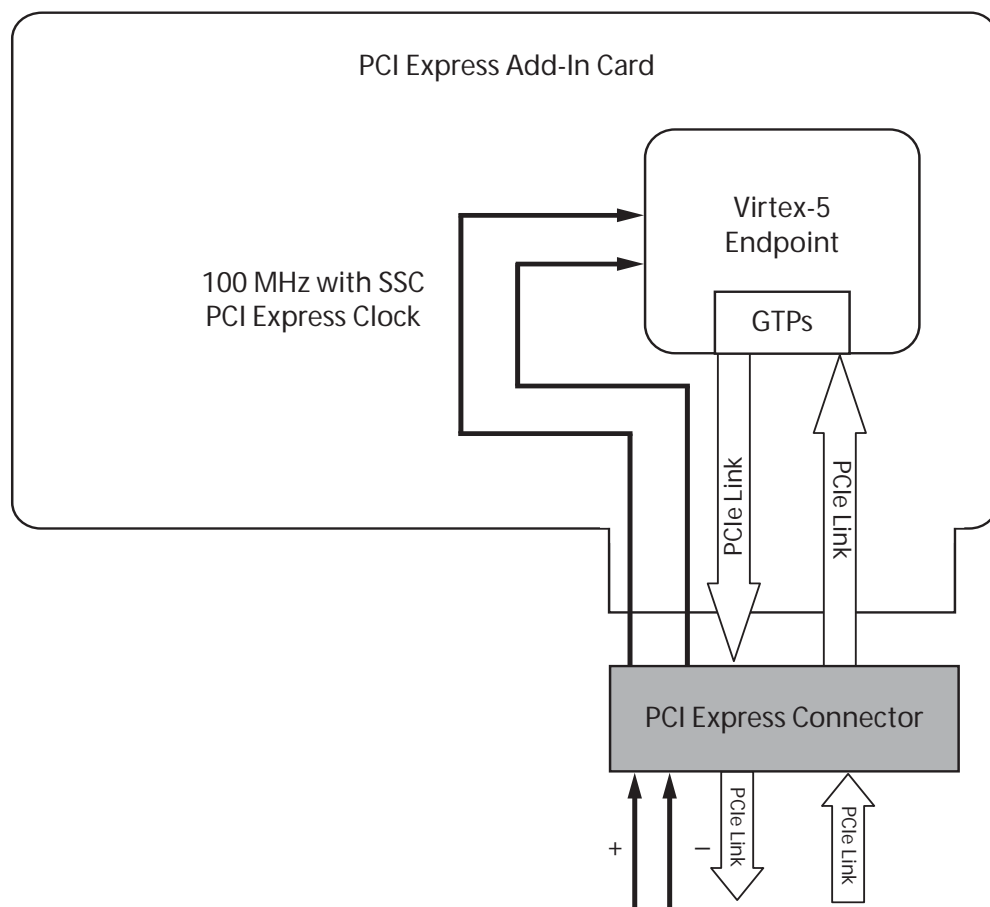 PCI Express Add-In Card
Virtex-5
Endpoint
100 MHz with SSC
PCI Express Clock
GTPs
PCIe Link
PCIe Link
PCI Express Connector
+
–
PCIe Link
PCIe Link